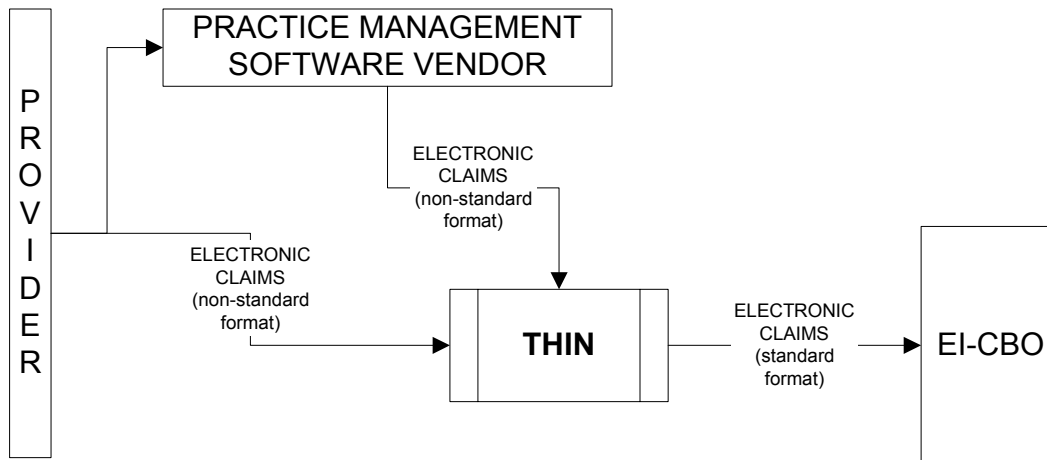 PROVIDER
PRACTICE MANAGEMENT
SOFTWARE VENDOR
ELECTRONIC
CLAIMS
(non-standard
format)
ELECTRONIC
CLAIMS
(non-standard
format)
THIN
ELECTRONIC
CLAIMS
(standard
format)
EI-CBO